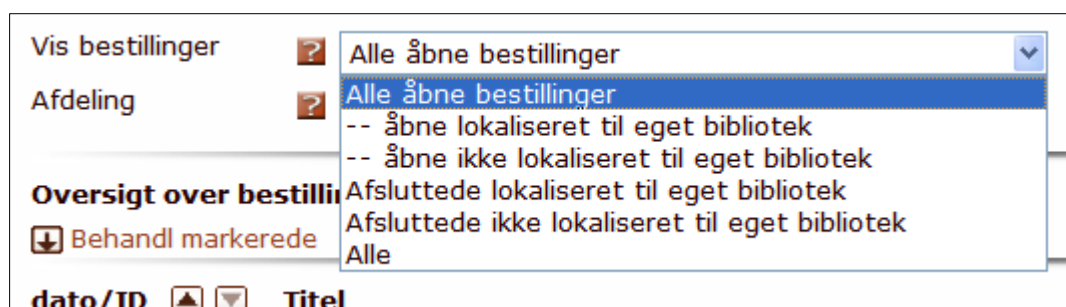 Vis bestillinger ? Alle åbne bestillinger
Alle åbne bestillinger
Afdeling ?
-- åbne lokaliseret til eget bibliotek
-- åbne ikke lokaliseret til eget bibliotek
Afsluttede lokaliseret til eget bibliotek
Afsluttede ikke lokaliseret til eget bibliotek
Alle
Oversigt over
Behandl markerede
dato/ID Titel